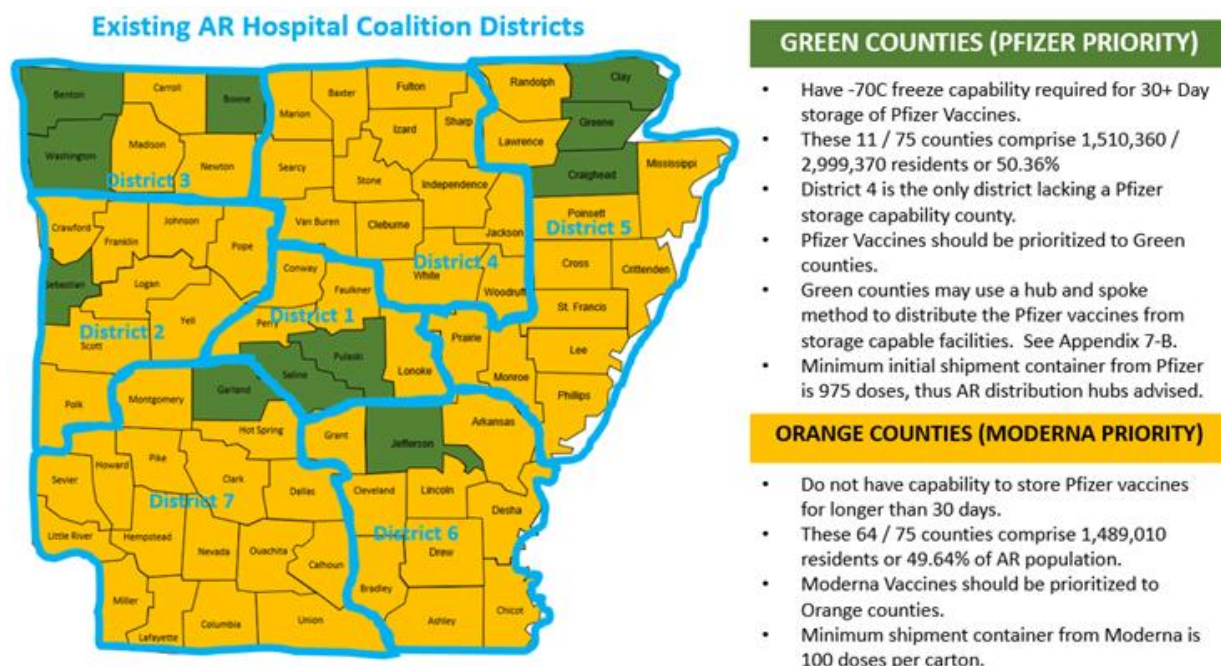 Existing AR Hospital Coalition Districts
Benton
Carroll
Boone
Washington
Madison
Newton
District 3
Marion
Baxter
Fulton
Izard
Sharp
Searcy
Stone
Independence
Van Buren
Cleburne
Jackson
White
Woodruff
District 4
Randolph
Clay
Greene
Lawrence
Craighead
Mississippi
Poinsett
District 5
Cross
Crittenden
St. Francis
Lee
Phillips
Prairie
Monroe
Crawford
Franklin
Johnson
Pope
Sebastian
Logan
Yell
District 2
Scott
Polk
Conway
Faulkner
Perry
District 1
Pulaski
Saline
Lonoke
Garland
Montgomery
Hot Spring
Pike
Howard
Sevier
Clark
Dallas
District 7
Little River
Hempstead
Nevada
Ouachita
Calhoun
Miller
Lafayette
Columbia
Union
Grant
Jefferson
Arkansas
Cleveland
Lincoln
Desha
District 6
Drew
Bradley
Ashley
Chicot
GREEN COUNTIES (PFIZER PRIORITY)
• Have -70C freeze capability required for 30+ Day
storage of Pfizer Vaccines.
• These 11 / 75 counties comprise 1,510,360 /
2,999,370 residents or 50.36%
• District 4 is the only district lacking a Pfizer
storage capability county.
• Pfizer Vaccines should be prioritized to Green
counties.
• Green counties may use a hub and spoke
method to distribute the Pfizer vaccines from
storage capable facilities. See Appendix 7-B.
• Minimum initial shipment container from Pfizer
is 975 doses, thus AR distribution hubs advised.
ORANGE COUNTIES (MODERNA PRIORITY)
• Do not have capability to store Pfizer vaccines
for longer than 30 days.
• These 64 / 75 counties comprise 1,489,010
residents or 49.64% of AR population.
• Moderna Vaccines should be prioritized to
Orange counties.
• Minimum shipment container from Moderna is
100 doses per carton.